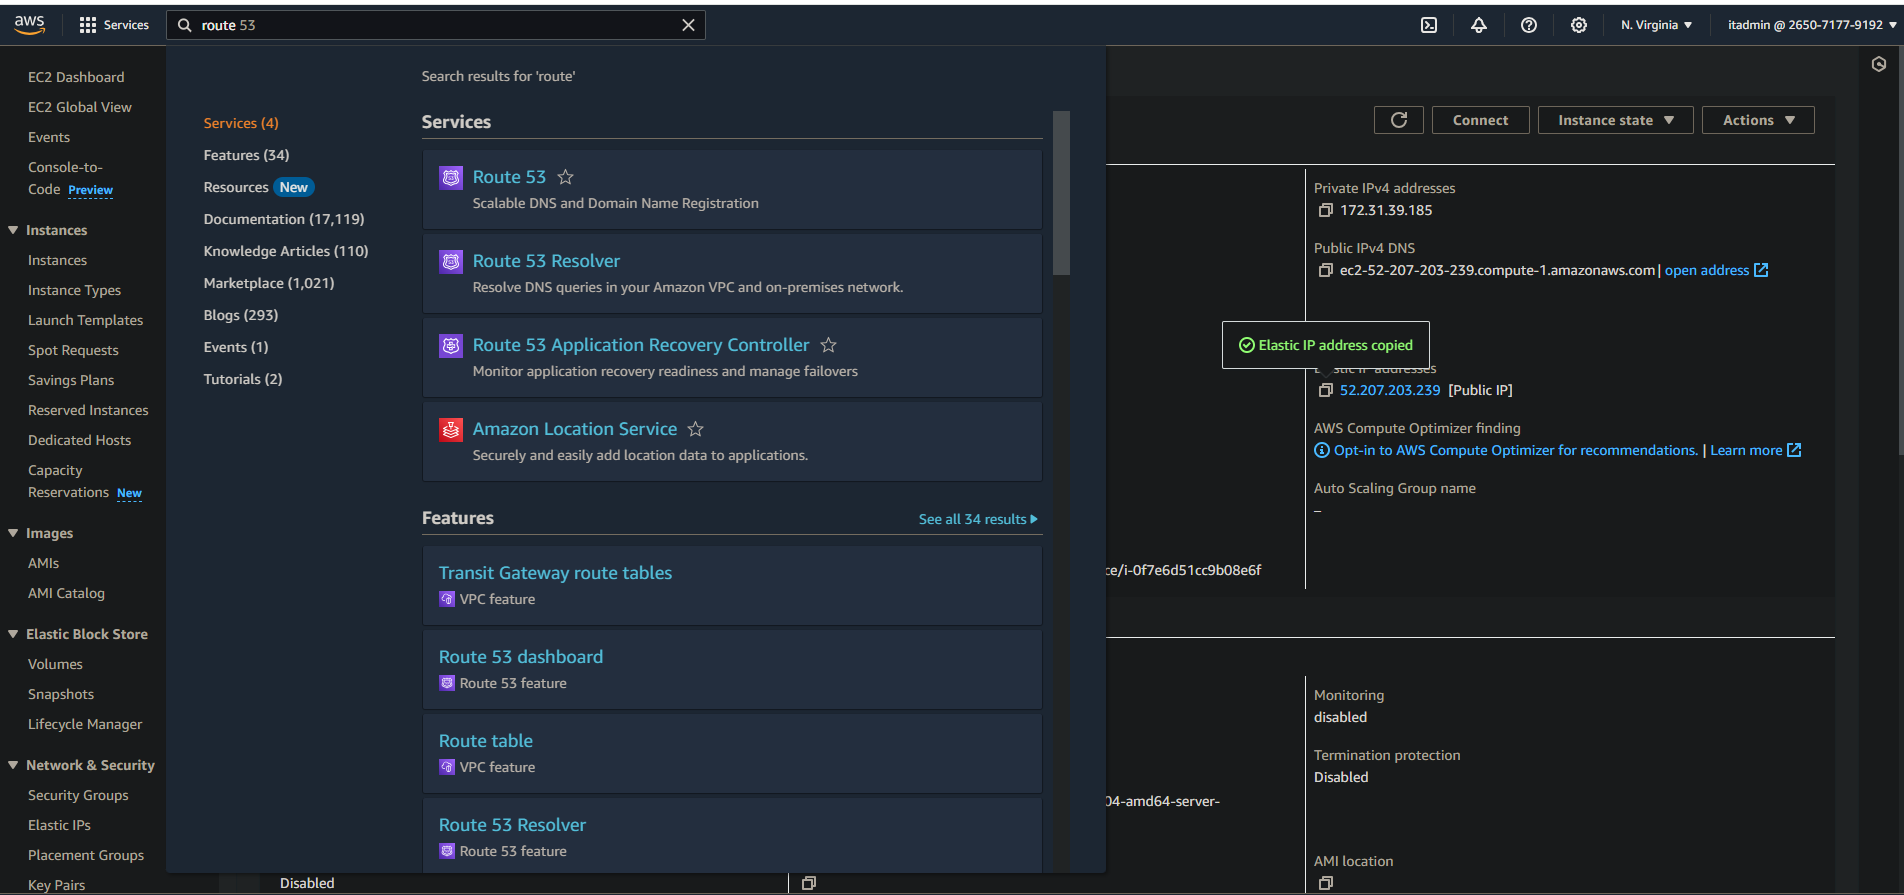 aws
Services
route 53
N. Virginia
itadmin @ 2650-7177-9192
EC2 Dashboard
EC2 Global View
Events
Console-to-
Code Preview
Instances
Instances
Instance Types
Launch Templates
Spot Requests
Savings Plans
Reserved Instances
Dedicated Hosts
Capacity
Reservations New
Images
AMIs
AMI Catalog
Elastic Block Store
Volumes
Snapshots
Lifecycle Manager
Network & Security
Security Groups
Elastic IPs
Placement Groups
Key Pairs
Search results for 'route'
Services (4)
Features (34)
Resources New
Documentation (17,119)
Knowledge Articles (110)
Marketplace (1,021)
Blogs (293)
Events (1)
Tutorials (2)
Services
Route 53
Scalable DNS and Domain Name Registration
Route 53 Resolver
Resolve DNS queries in your Amazon VPC and on-premises network.
Route 53 Application Recovery Controller
Monitor application recovery readiness and manage failovers
Amazon Location Service
Securely and easily add location data to applications.
Features
See all 34 results
Transit Gateway route tables
VPC feature
Route 53 dashboard
Route 53 feature
Route table
VPC feature
Route 53 Resolver
Route 53 feature
Disabled
Connect
Instance state
Actions
Private IPv4 addresses
172.31.39.185
Public IPv4 DNS
ec2-52-207-203-239.compute-1.amazonaws.com | open address
Elastic IP address copied
Elastic IP addresses
52.207.203.239 [Public IP]
AWS Compute Optimizer finding
Opt-in to AWS Compute Optimizer for recommendations. | Learn more
Auto Scaling Group name
–
ce/i-0f7e6d51cc9b08e6f
Monitoring
disabled
Termination protection
Disabled
04-amd64-server-
AMI location